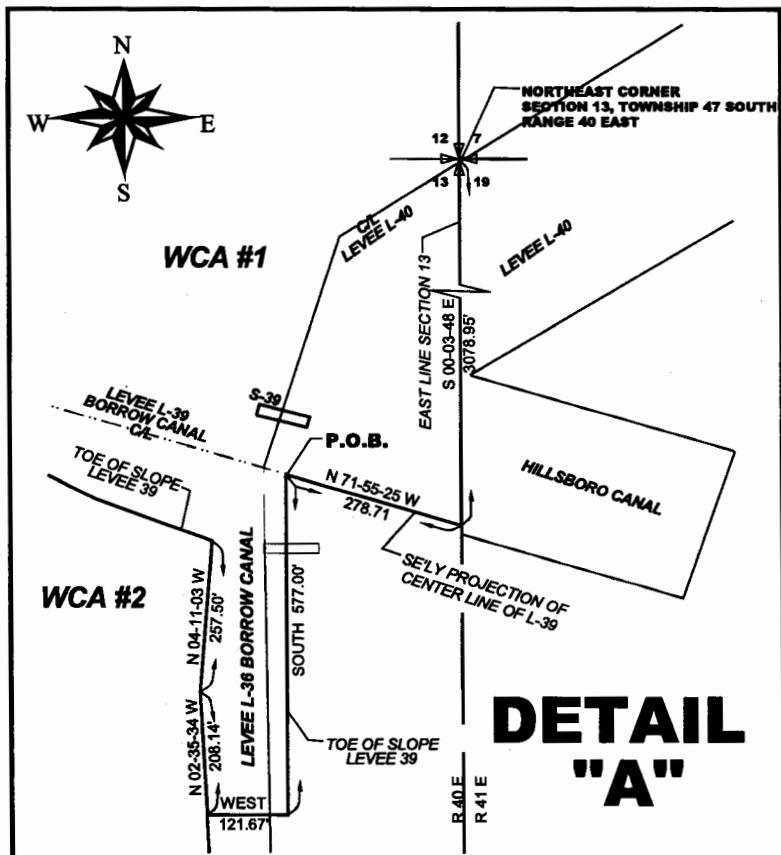 N
W
E
S
NORTHEAST CORNER
SECTION 13, TOWNSHIP 47 SOUTH
RANGE 40 EAST
12
7
13
19
C/L
LEVEE L-40
WCA #1
LEVEE L-40
EAST LINE SECTION 13
S 00-03-48 E
3078.95'
S-39
LEVEE L-39
BORROW CANAL
C/L
P.O.B.
TOE OF SLOPE
LEVEE 39
N 71-55-25 W
278.71
HILLSBORO CANAL
SE'LY PROJECTION OF
CENTER LINE OF L-39
WCA #2
N 04-11-03 W
257.50'
LEVEE L-36 BORROW CANAL
SOUTH 577.00'
N 02-35-34 W
208.14'
TOE OF SLOPE
LEVEE 39
WEST
121.67'
R 40 E
R 41 E
DETAIL
"A"